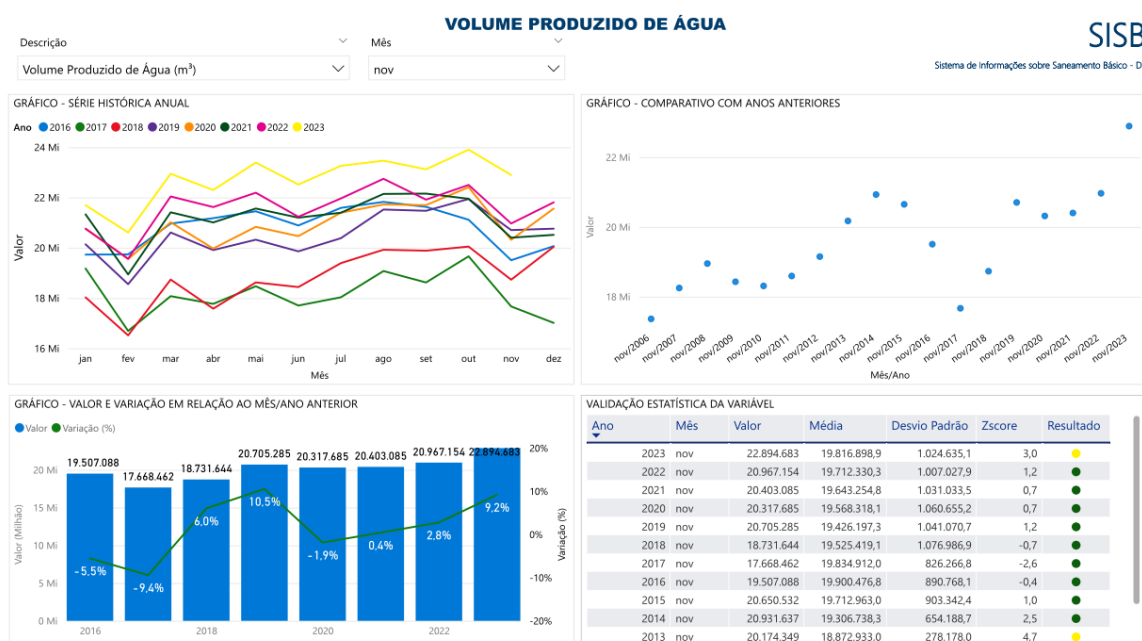 VOLUME PRODUZIDO DE ÁGUA
SISB
Sistema de Informações sobre Saneamento Básico - D
Descrição
Mês
Volume Produzido de Água (m³)
nov
GRÁFICO - SÉRIE HISTÓRICA ANUAL
Ano 2016 2017 2018 2019 2020 2021 2022 2023
24 Mi
22 Mi
20 Mi
18 Mi
16 Mi
Valor
jan fev mar abr mai jun jul ago set out nov dez
Mês
GRÁFICO - COMPARATIVO COM ANOS ANTERIORES
22 Mi
20 Mi
18 Mi
Valor
nov/2006 nov/2007 nov/2008 nov/2009 nov/2010 nov/2011 nov/2012 nov/2013 nov/2014 nov/2015 nov/2016 nov/2017 nov/2018 nov/2019 nov/2020 nov/2021 nov/2022 nov/2023
Mês/Ano
GRÁFICO - VALOR E VARIAÇÃO EM RELAÇÃO AO MÊS/ANO ANTERIOR
Valor Variação (%)
19.507.088 17.668.462 18.731.644 20.705.285 20.317.685 20.403.085 20.967.154 22.894.683
20 Mi
15 Mi
10 Mi
5 Mi
0 Mi
Valor (Milhão)
-5,5% -9,4% 6,0% 10,5% -1,9% 0,4% 2,8% 9,2%
20%
10%
0%
-10%
-20%
Variação (%)
2016 2018 2020 2022
VALIDAÇÃO ESTATÍSTICA DA VARIÁVEL
Ano Mês Valor Média Desvio Padrão Zscore Resultado
2023 nov 22.894.683 19.816.898,9 1.024.635,1 3,0
2022 nov 20.967.154 19.712.330,3 1.007.027,9 1,2
2021 nov 20.403.085 19.643.254,8 1.031.033,5 0,7
2020 nov 20.317.685 19.568.318,1 1.060.655,2 0,7
2019 nov 20.705.285 19.426.197,3 1.041.070,7 1,2
2018 nov 18.731.644 19.525.419,1 1.076.986,9 -0,7
2017 nov 17.668.462 19.834.912,0 826.266,8 -2,6
2016 nov 19.507.088 19.900.476,8 890.768,1 -0,4
2015 nov 20.650.532 19.712.963,0 903.342,4 1,0
2014 nov 20.931.637 19.306.738,3 654.188,7 2,5
2013 nov 20.174.349 18.872.933,0 278.178,0 4,7